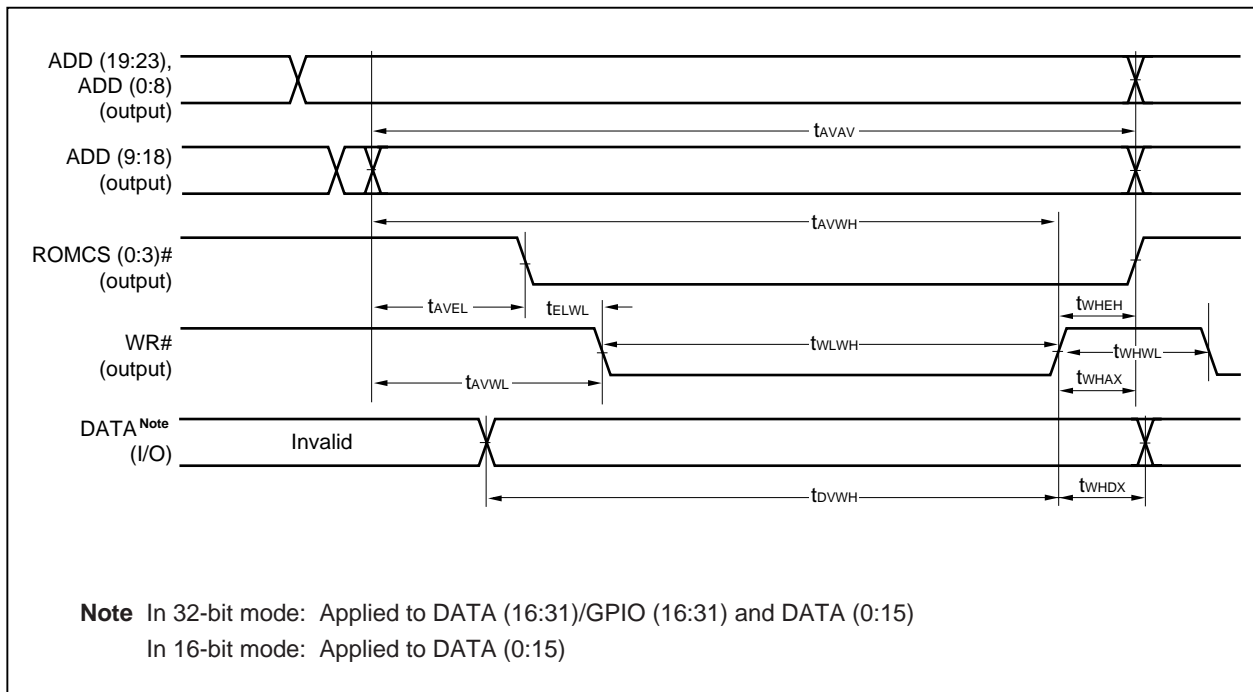 ADD (19:23),
ADD (0:8)
(output)
tAVAV
ADD (9:18)
(output)
tAVWH
ROMCS (0:3)#
(output)
tAVEL
tELWL
tWHEH
WR#
(output)
tWLWH
tWHWL
tAVWL
tWHAX
DATA Note
(I/O)
Invalid
tDVWH
tWHDX
Note In 32-bit mode: Applied to DATA (16:31)/GPIO (16:31) and DATA (0:15)
In 16-bit mode: Applied to DATA (0:15)